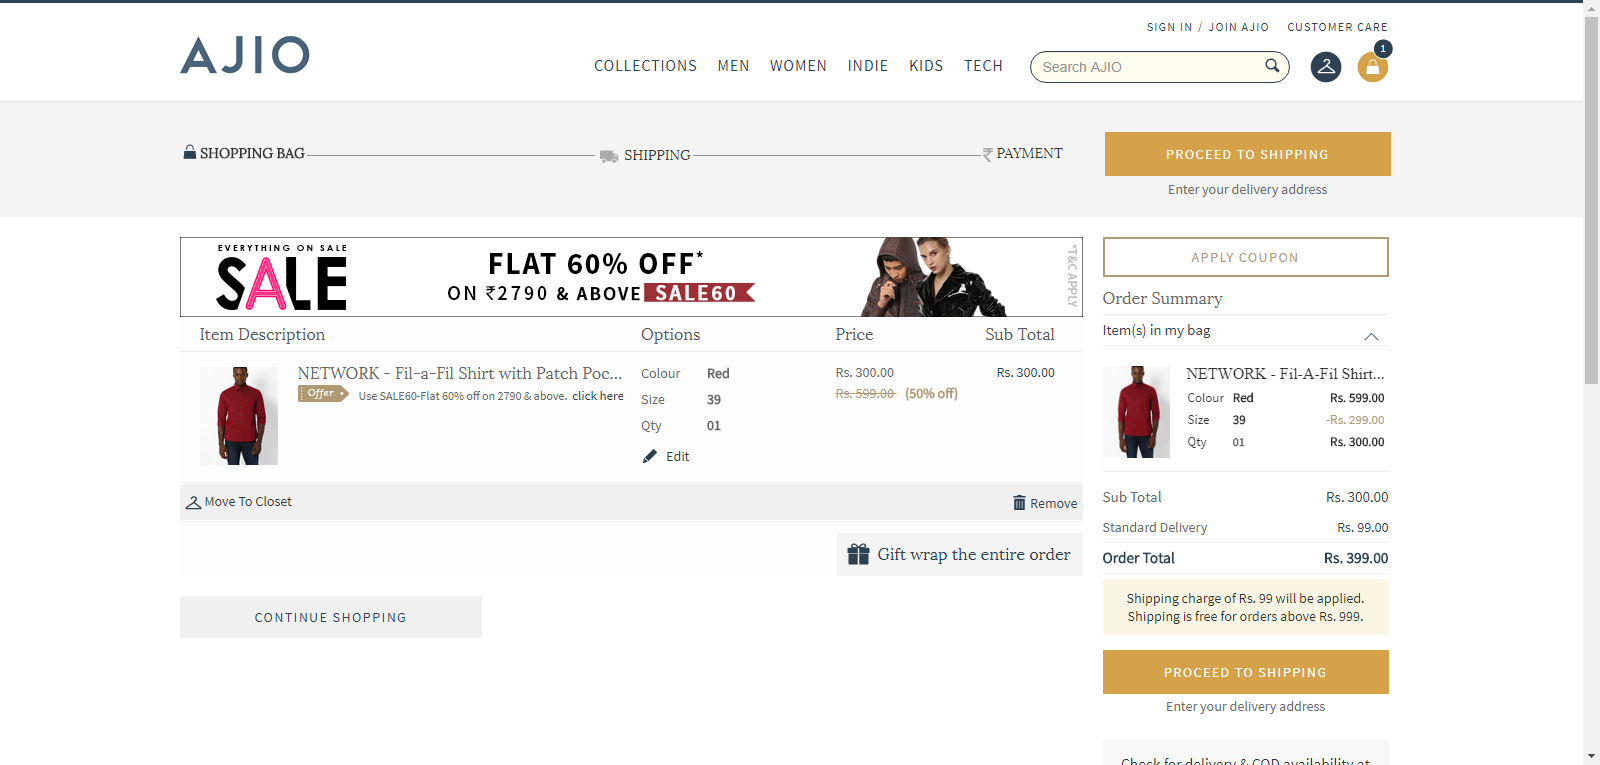 SIGN IN / JOIN AJIO CUSTOMER CARE
AJIO
COLLECTIONS MEN WOMEN INDIE KIDS TECH
Search AJIO
1
SHOPPING BAG SHIPPING PAYMENT
PROCEED TO SHIPPING
Enter your delivery address
EVERYTHING ON SALE
SALE
FLAT 60% OFF*
ON ₹2790 & ABOVE SALE60
*T&C APPLY
Item Description Options Price Sub Total
NETWORK - Fil-a-Fil Shirt with Patch Poc...
Offer Use SALE60-Flat 60% off on 2790 & above. click here
Colour Red
Size 39
Qty 01
Edit
Rs. 300.00
Rs. 599.00 (50% off)
Rs. 300.00
Move To Closet
Remove
Gift wrap the entire order
CONTINUE SHOPPING
APPLY COUPON
Order Summary
Item(s) in my bag
NETWORK - Fil-A-Fil Shirt...
Colour Red Rs. 599.00
Size 39 -Rs. 299.00
Qty 01 Rs. 300.00
Sub Total Rs. 300.00
Standard Delivery Rs. 99.00
Order Total Rs. 399.00
Shipping charge of Rs. 99 will be applied.
Shipping is free for orders above Rs. 999.
PROCEED TO SHIPPING
Enter your delivery address
Check for delivery & COD availability at